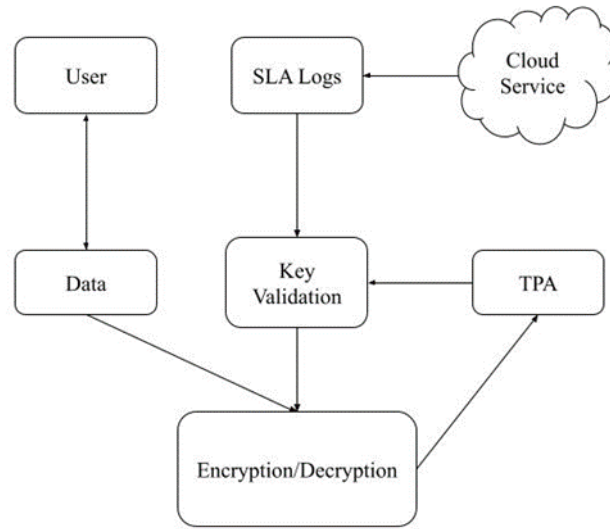 User
SLA Logs
Cloud
Service
Data
Key
Validation
TPA
Encryption/Decryption